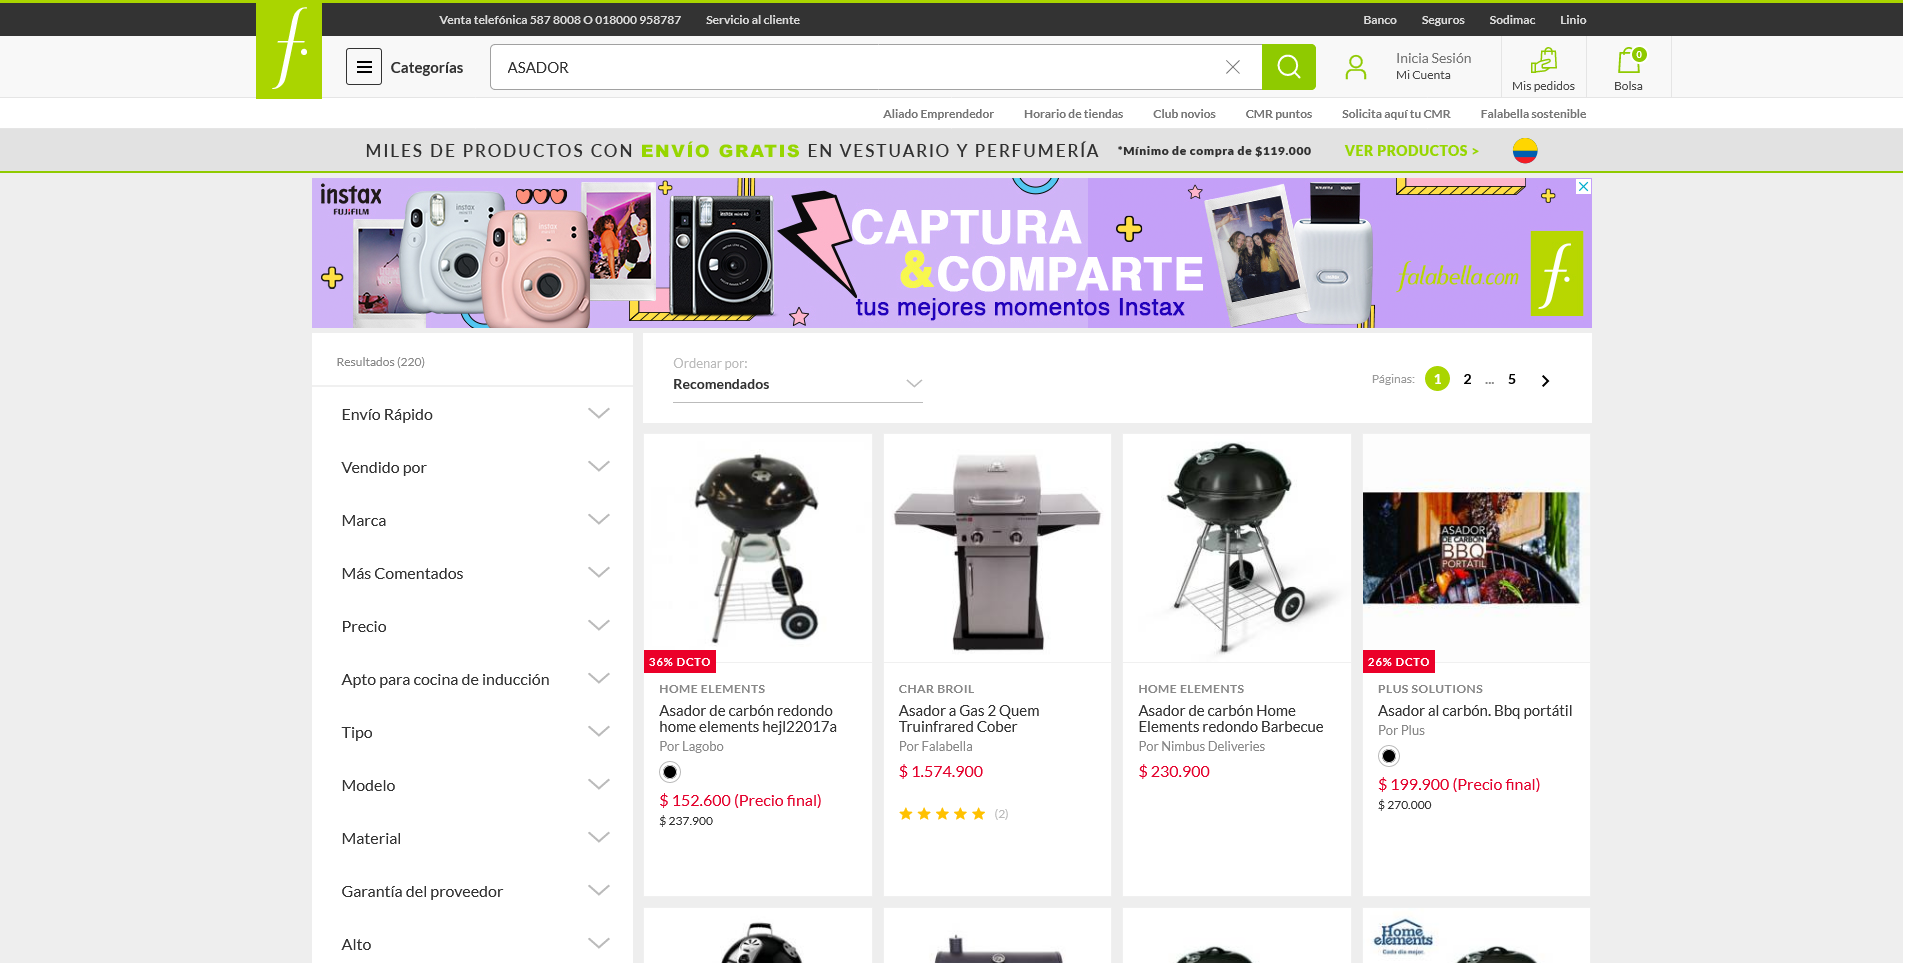 Venta telefónica 587 8008 O 018000 958787
Servicio al cliente
Banco
Seguros
Sodimac
Linio
f.
Categorías
ASADOR
Inicia Sesión
Mi Cuenta
Mis pedidos
0
Bolsa
Aliado Emprendedor
Horario de tiendas
Club novios
CMR puntos
Solicita aquí tu CMR
Falabella sostenible
MILES DE PRODUCTOS CON ENVÍO GRATIS EN VESTUARIO Y PERFUMERÍA *Mínimo de compra de $119.000 VER PRODUCTOS >
instax
FUJIFILM
instax
instax
CAPTURA
&COMPARTE
tus mejores momentos Instax
falabella.com
f.
Resultados (220)
Ordenar por:
Recomendados
Páginas: 1 2 ... 5
Envío Rápido
Vendido por
Marca
Más Comentados
Precio
Apto para cocina de inducción
Tipo
Modelo
Material
Garantía del proveedor
Alto
36% DCTO
HOME ELEMENTS
Asador de carbón redondo
home elements hejl22017a
Por Lagobo
$ 152.600 (Precio final)
$ 237.900
CHAR BROIL
Asador a Gas 2 Quem
Truinfrared Cober
Por Falabella
$ 1.574.900
(2)
HOME ELEMENTS
Asador de carbón Home
Elements redondo Barbecue
Por Nimbus Deliveries
$ 230.900
ASADOR
DE CARBÓN
BBQ
PORTÁTIL
26% DCTO
PLUS SOLUTIONS
Asador al carbón. Bbq portátil
Por Plus
$ 199.900 (Precio final)
$ 270.000
Home
elements
Cada día mejor.